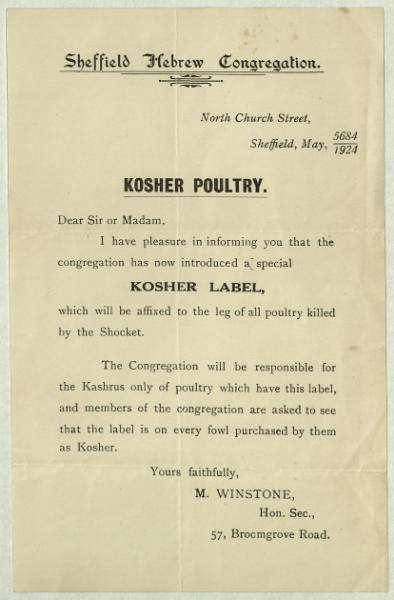 Sheffield Hebrew Congregation.
North Church Street,
Sheffield, May, 5684/1924
KOSHER POULTRY.
Dear Sir or Madam,
I have pleasure in informing you that the
congregation has now introduced a special
KOSHER LABEL,
which will be affixed to the leg of all poultry killed
by the Shocket.
The Congregation will be responsible for
the Kashrus only of poultry which have this label,
and members of the congregation are asked to see
that the label is on every fowl purchased by them
as Kosher.
Yours faithfully,
M. WINSTONE,
Hon. Sec.,
57, Broomgrove Road.